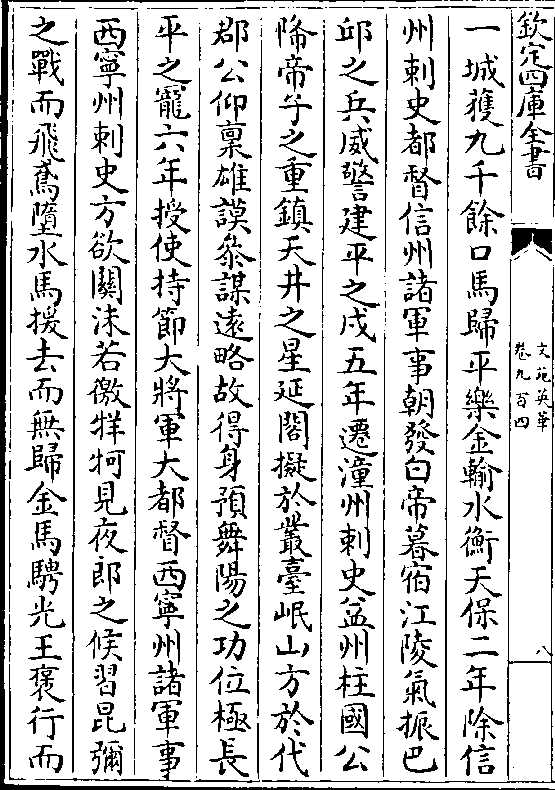 欽定四庫全書
文苑英華
卷九百四
八
一城獲九千餘口馬歸平樂金輸水衡天保二年除信
州刺史都督信州諸軍事朝發白帝暮宿江陵氣振巴
邱之兵威警建平之戍五年遷潼州刺史益州柱國公
降帝子之重鎮天井之星延閣擬於叢臺岷山方於代
郡公仰稟雄謨叅謀遠略故得身預舞陽之功位極長
平之寵六年授使持節大將軍大都督西寧州諸軍事
西寧州刺史方欲關沬若徼牂牁見夜郎之候習昆彌
之戰而飛鳶墮水馬援去而無歸金馬騁光王褒行而